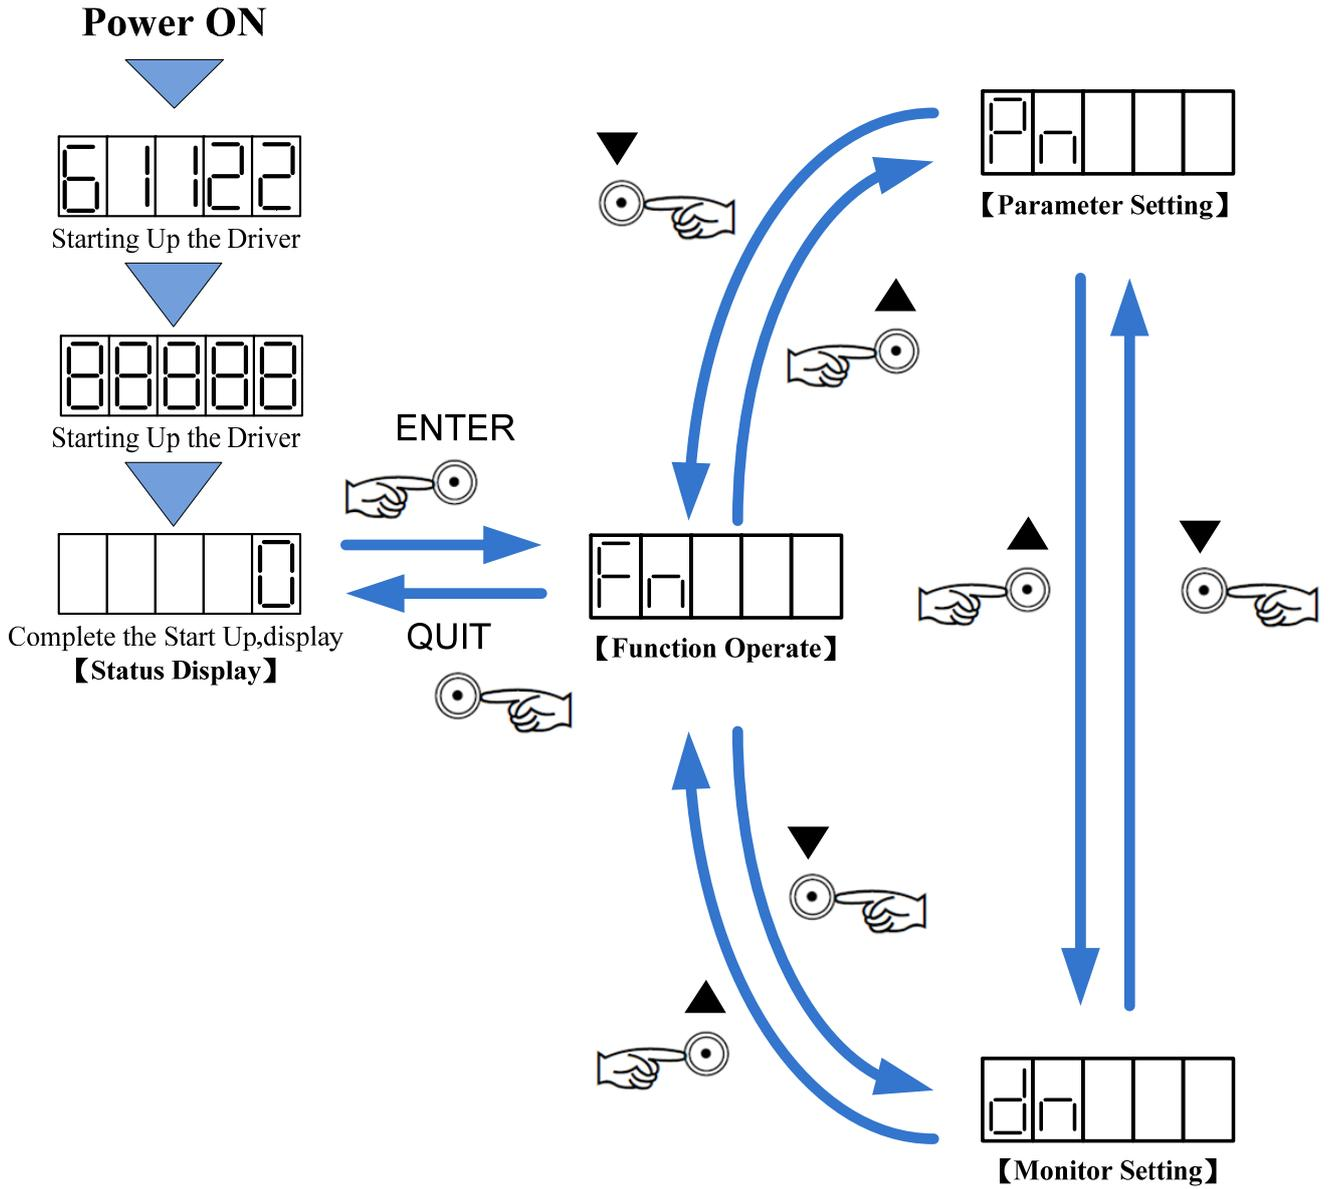 Power ON
61122
Starting Up the Driver
88888
Starting Up the Driver
0
Complete the Start Up,display
【Status Display】
ENTER
QUIT
Fn
【Function Operate】
▼
▲
Pn
【Parameter Setting】
▲
▼
▼
▲
dn
【Monitor Setting】